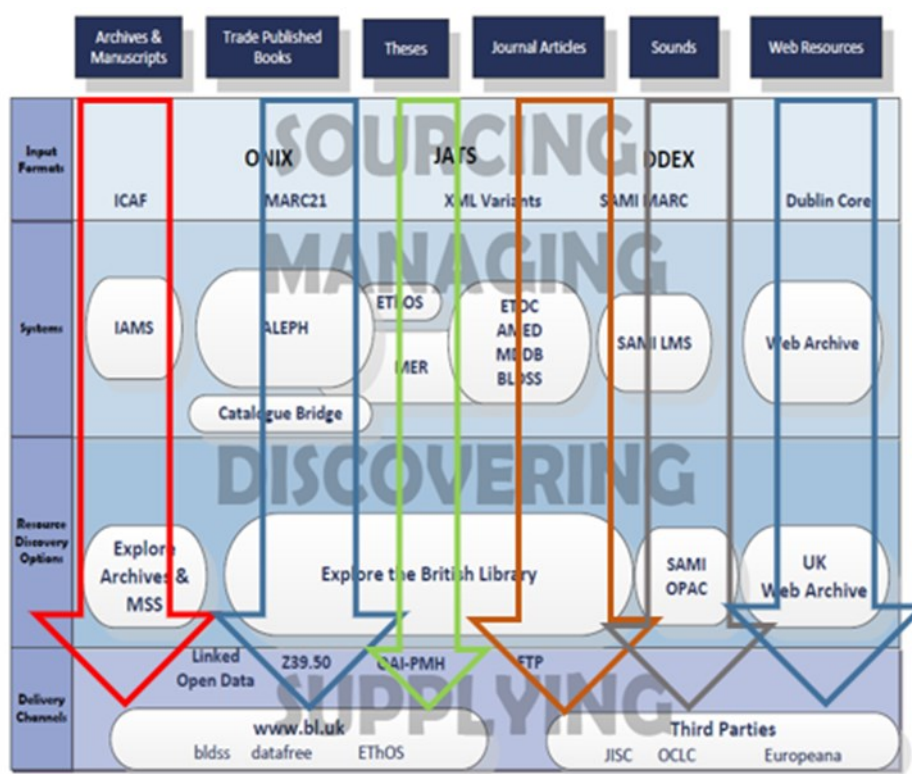 Archives &
Manuscripts
Trade Published
Books
Theses
Journal Articles
Sounds
Web Resources
SOURCING
Input
Formats
ONIX
JATS
DDEX
ICAF
MARC21
XML Variants
SAMI MARC
Dublin Core
MANAGING
Systems
IAMS
ALEPH
EThOS
MER
ETOC
AMED
MDDB
BLDSS
SAMI LMS
Web Archive
Catalogue Bridge
DISCOVERING
Resource
Discovery
Options
Explore
Archives &
MSS
Explore the British Library
SAMI
OPAC
UK
Web Archive
Linked
Open Data
Z39.50
OAI-PMH
FTP
SUPPLYING
Delivery
Channels
www.bl.uk
bldss datafree EThOS
Third Parties
JISC OCLC Europeana